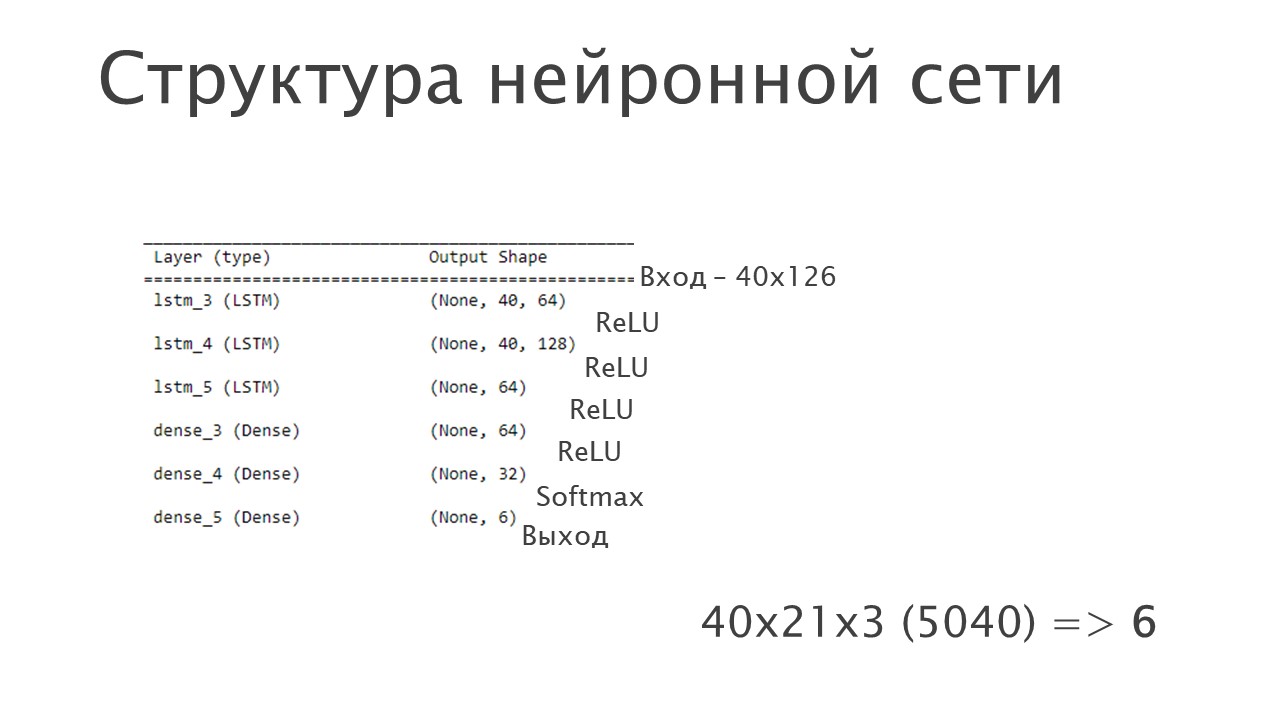 Структура нейронной сети
Layer (type) Output Shape
Вход – 40x126
lstm_3 (LSTM) (None, 40, 64)
ReLU
lstm_4 (LSTM) (None, 40, 128)
ReLU
lstm_5 (LSTM) (None, 64)
ReLU
dense_3 (Dense) (None, 64)
ReLU
dense_4 (Dense) (None, 32)
Softmax
dense_5 (Dense) (None, 6)
Выход
40x21x3 (5040) => 6